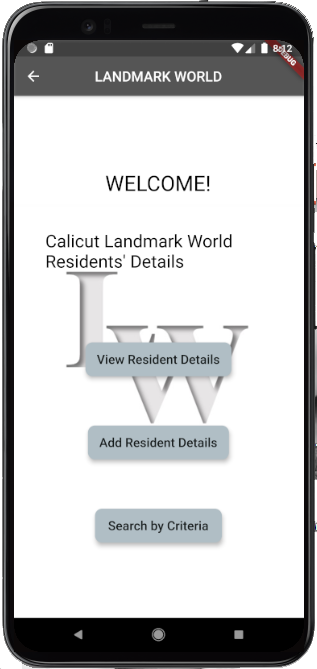 8:12
DEBUG
LANDMARK WORLD
WELCOME!
Calicut Landmark World
Residents' Details
LW
View Resident Details
Add Resident Details
Search by Criteria